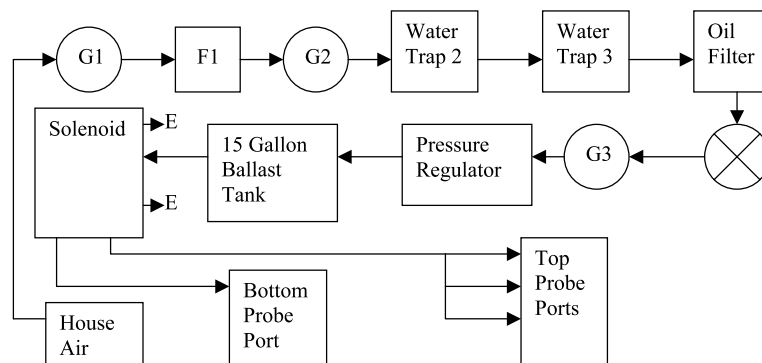 G1
F1
G2
Water
Trap 2
Water
Trap 3
Oil
Filter
Solenoid
E
E
15 Gallon
Ballast
Tank
Pressure
Regulator
G3
House
Air
Bottom
Probe
Port
Top
Probe
Ports